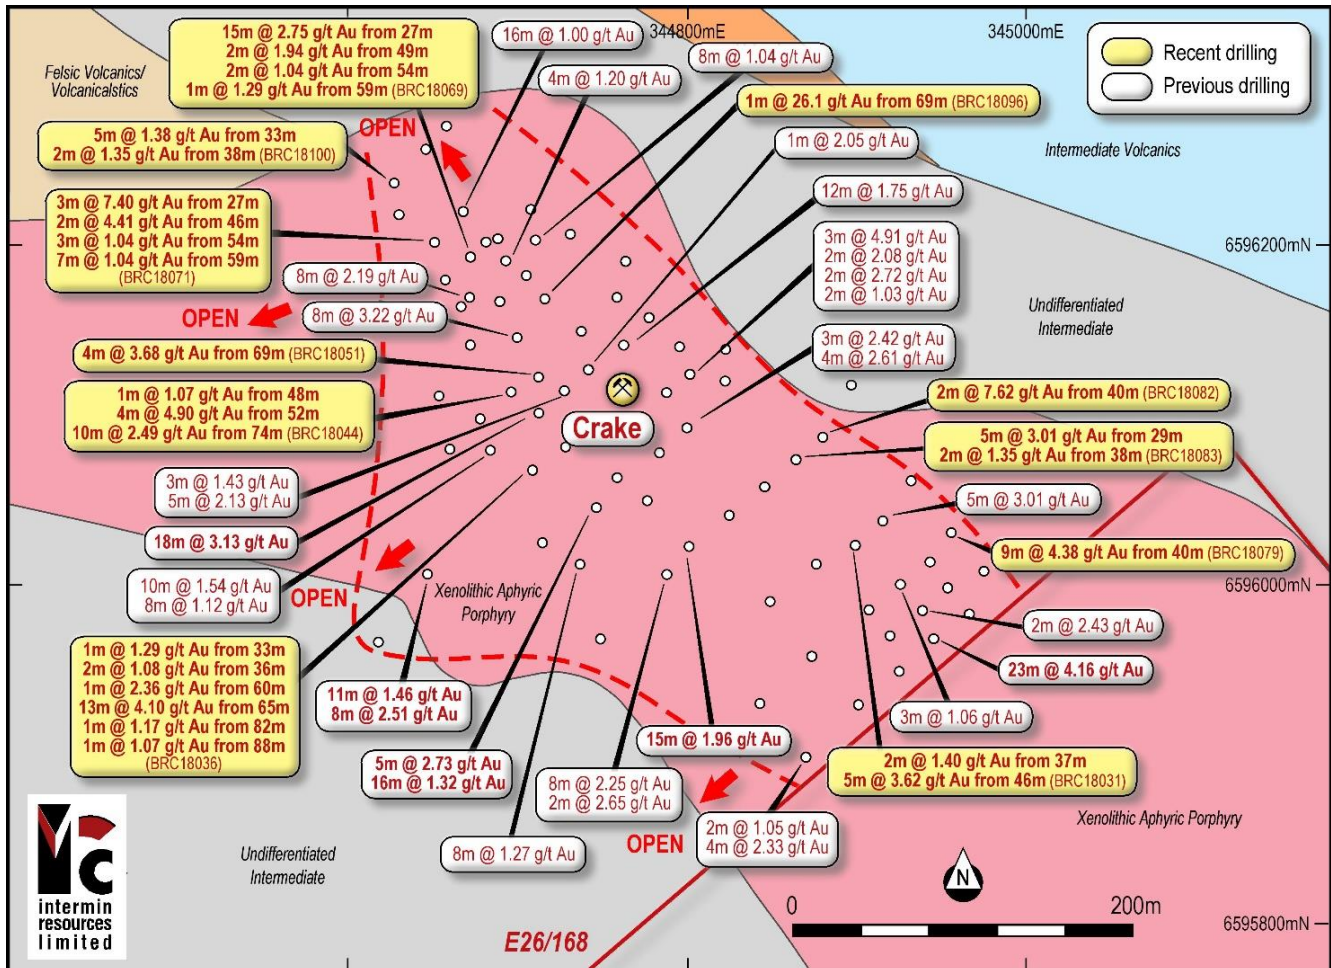 15m @ 2.75 g/t Au from 27m
2m @ 1.94 g/t Au from 49m
2m @ 1.04 g/t Au from 54m
1m @ 1.29 g/t Au from 59m (BRC18069)
16m @ 1.00 g/t Au
4m @ 1.20 g/t Au
344800mE
8m @ 1.04 g/t Au
345000mE
Recent drilling
Previous drilling
Felsic Volcanics/
Volcanicalstics
OPEN
5m @ 1.38 g/t Au from 33m
2m @ 1.35 g/t Au from 38m (BRC18100)
1m @ 26.1 g/t Au from 69m (BRC18096)
1m @ 2.05 g/t Au
Intermediate Volcanics
12m @ 1.75 g/t Au
3m @ 7.40 g/t Au from 27m
2m @ 4.41 g/t Au from 46m
3m @ 1.04 g/t Au from 54m
7m @ 1.04 g/t Au from 59m
(BRC18071)
3m @ 4.91 g/t Au
2m @ 2.08 g/t Au
2m @ 2.72 g/t Au
2m @ 1.03 g/t Au
6596200mN
8m @ 2.19 g/t Au
OPEN
8m @ 3.22 g/t Au
Undifferentiated
Intermediate
3m @ 2.42 g/t Au
4m @ 2.61 g/t Au
4m @ 3.68 g/t Au from 69m (BRC18051)
1m @ 1.07 g/t Au from 48m
4m @ 4.90 g/t Au from 52m
10m @ 2.49 g/t Au from 74m (BRC18044)
Crake
2m @ 7.62 g/t Au from 40m (BRC18082)
5m @ 3.01 g/t Au from 29m
2m @ 1.35 g/t Au from 38m (BRC18083)
3m @ 1.43 g/t Au
5m @ 2.13 g/t Au
5m @ 3.01 g/t Au
18m @ 3.13 g/t Au
9m @ 4.38 g/t Au from 40m (BRC18079)
10m @ 1.54 g/t Au
8m @ 1.12 g/t Au
OPEN
Xenolithic Aphyric
Porphyry
6596000mN
2m @ 2.43 g/t Au
23m @ 4.16 g/t Au
1m @ 1.29 g/t Au from 33m
2m @ 1.08 g/t Au from 36m
1m @ 2.36 g/t Au from 60m
13m @ 4.10 g/t Au from 65m
1m @ 1.17 g/t Au from 82m
1m @ 1.07 g/t Au from 88m
(BRC18036)
11m @ 1.46 g/t Au
8m @ 2.51 g/t Au
3m @ 1.06 g/t Au
15m @ 1.96 g/t Au
5m @ 2.73 g/t Au
16m @ 1.32 g/t Au
8m @ 2.25 g/t Au
2m @ 2.65 g/t Au
2m @ 1.40 g/t Au from 37m
5m @ 3.62 g/t Au from 46m (BRC18031)
OPEN
2m @ 1.05 g/t Au
4m @ 2.33 g/t Au
Xenolithic Aphyric Porphyry
8m @ 1.27 g/t Au
Undifferentiated
Intermediate
intermin
resources
limited
E26/168
N
0
200m
6595800mN